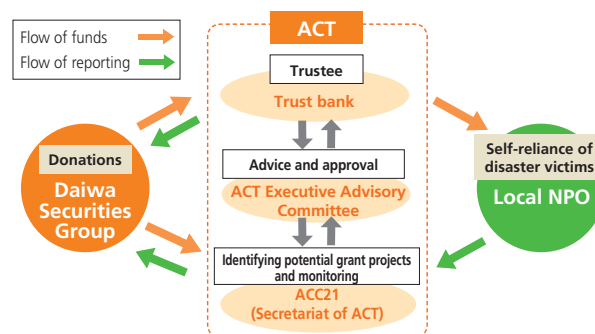 Flow of funds
Flow of reporting
ACT
Trustee
Trust bank
Donations
Daiwa
Securities
Group
Advice and approval
ACT Executive Advisory
Committee
Self-reliance of
disaster victims
Local NPO
Identifying potential grant projects
and monitoring
ACC21
(Secretariat of ACT)